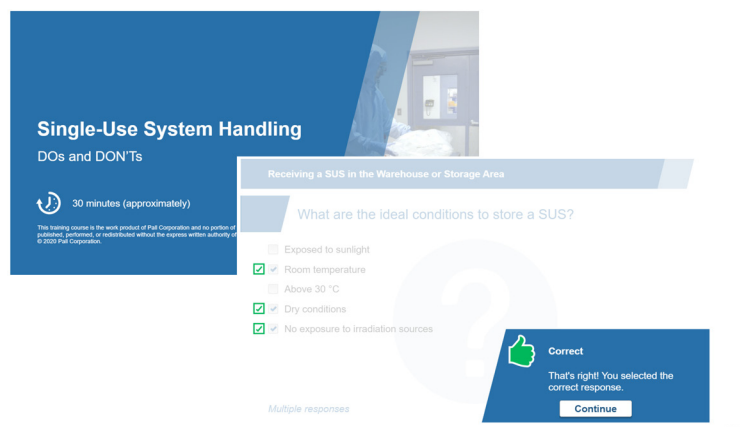 Single-Use System Handling
DOs and DON'Ts
30 minutes (approximately)
This training course is the work product of Pall Corporation and no portion of
published, performed, or redistributed without the express written authority of
© 2020 Pall Corporation.
Receiving a SUS in the Warehouse or Storage Area
What are the ideal conditions to store a SUS?
Exposed to sunlight
Room temperature
Above 30 °C
Dry conditions
No exposure to irradiation sources
Multiple responses
Correct
That's right! You selected the
correct response.
Continue